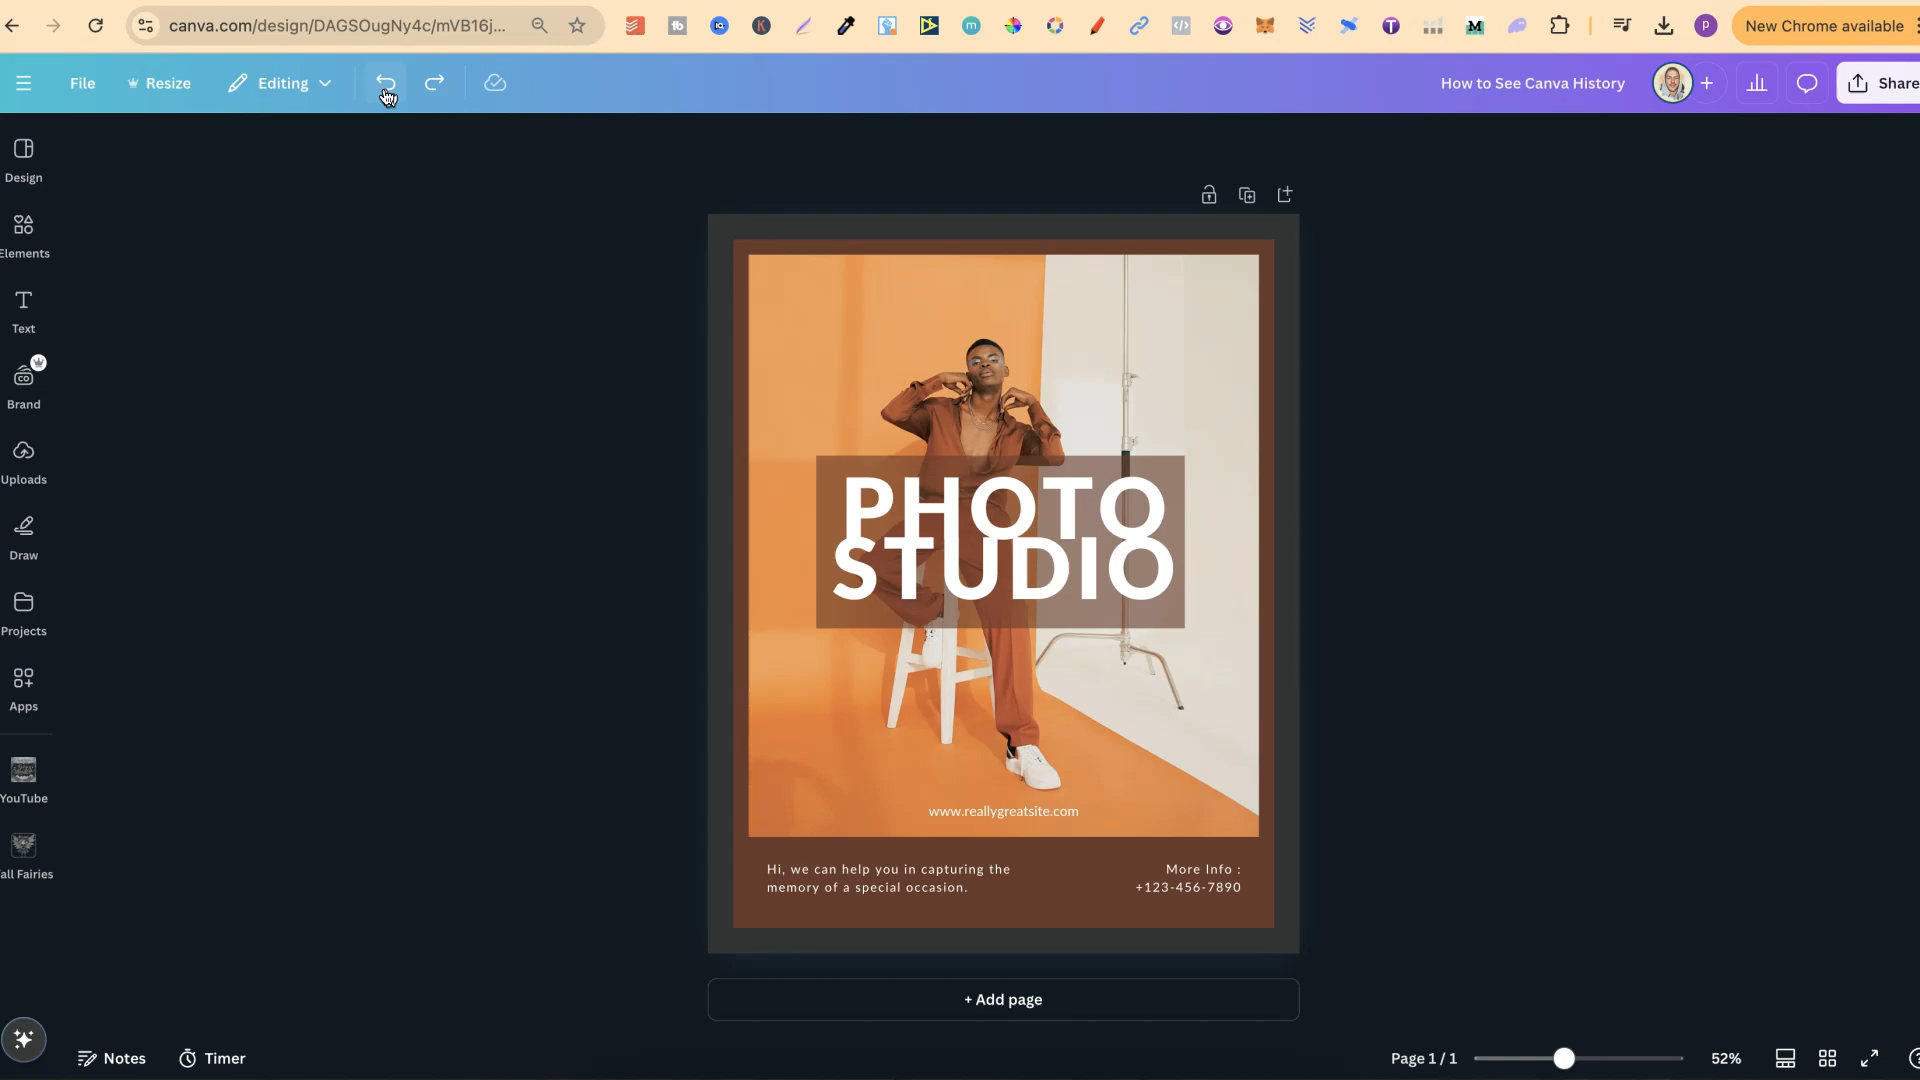 canva.com/design/DAGSOugNy4c/mVB16j...
New Chrome available
File
Resize
Editing
How to See Canva History
Share
Design
Elements
Text
Brand
Uploads
Draw
Projects
Apps
YouTube
all Fairies
PHOTO
STUDIO
www.reallygreatsite.com
Hi, we can help you in capturing the
memory of a special occasion.
More Info :
+123-456-7890
+ Add page
Notes
Timer
Page 1 / 1
52%